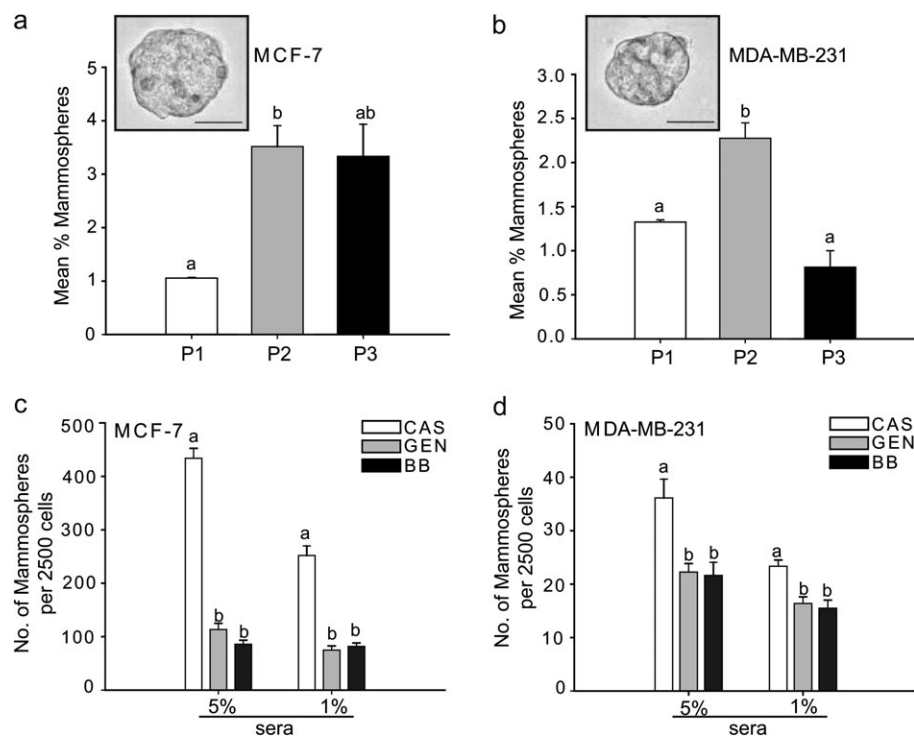 a
MCF-7
Mean % Mammospheres
5
4
3
2
1
0
a
b
ab
P1
P2
P3
b
MDA-MB-231
Mean % Mammospheres
3.0
2.5
2.0
1.5
1.0
0.5
0.0
a
b
a
P1
P2
P3
c
MCF-7
CAS
GEN
BB
No. of Mammospheres
per 2500 cells
500
400
300
200
100
0
a
b
b
a
b
b
5%
1%
sera
d
MDA-MB-231
CAS
GEN
BB
No. of Mammospheres
per 2500 cells
50
40
30
20
10
0
a
b
b
a
b
b
5%
1%
sera